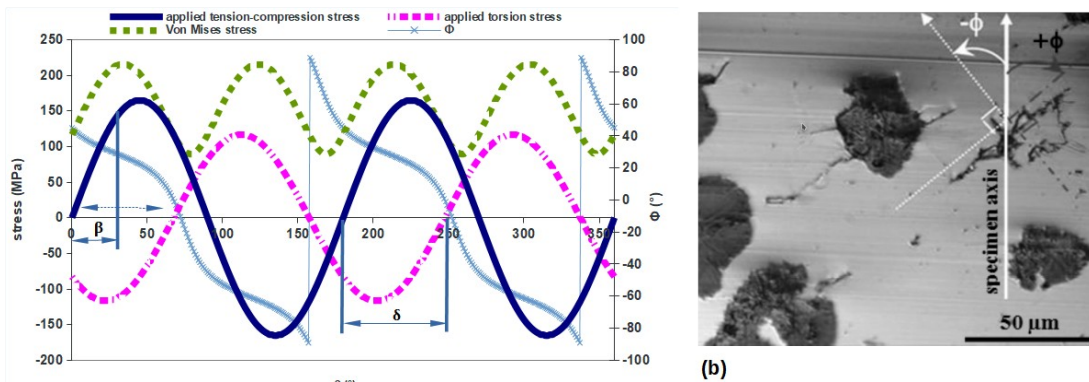 applied tension-compression stress
applied torsion stress
Von Mises stress
Φ
250
200
150
100
50
0
-50
-100
-150
-200
stress (MPa)
0
50
100
150
200
250
300
350
100
80
60
40
20
0
-20
-40
-60
-80
-100
Φ (°)
β
δ
-ϕ
+ϕ
specimen axis
50 µm
(b)